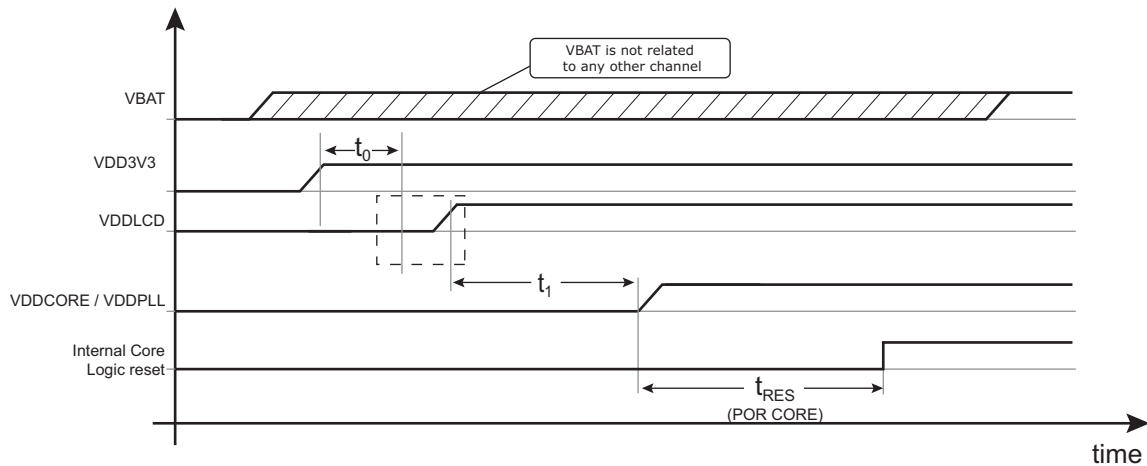 VBAT is not related
to any other channel
VBAT
t0
VDD3V3
VDDLCD
t1
VDDCORE / VDDPLL
Internal Core
Logic reset
tRES
(POR CORE)
time